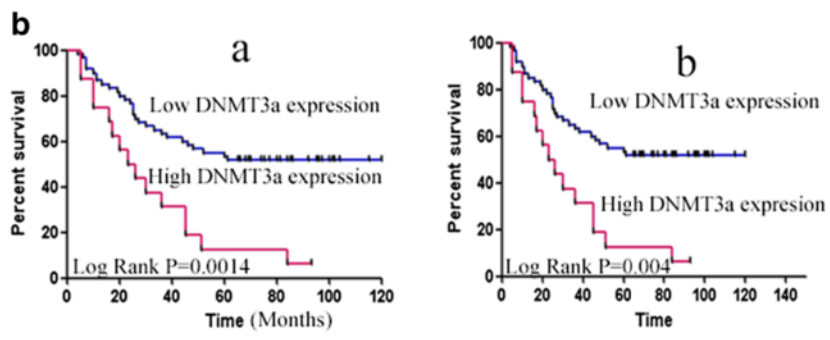 b
a
100
80
60
40
20
0
Percent survival
Low DNMT3a expression
High DNMT3a expression
Log Rank P=0.0014
0 20 40 60 80 100 120
Time (Months)
b
100
80
60
40
20
0
Percent survival
Low DNMT3a expression
High DNMT3a expresion
Log Rank P=0.004
0 20 40 60 80 100 120 140
Time